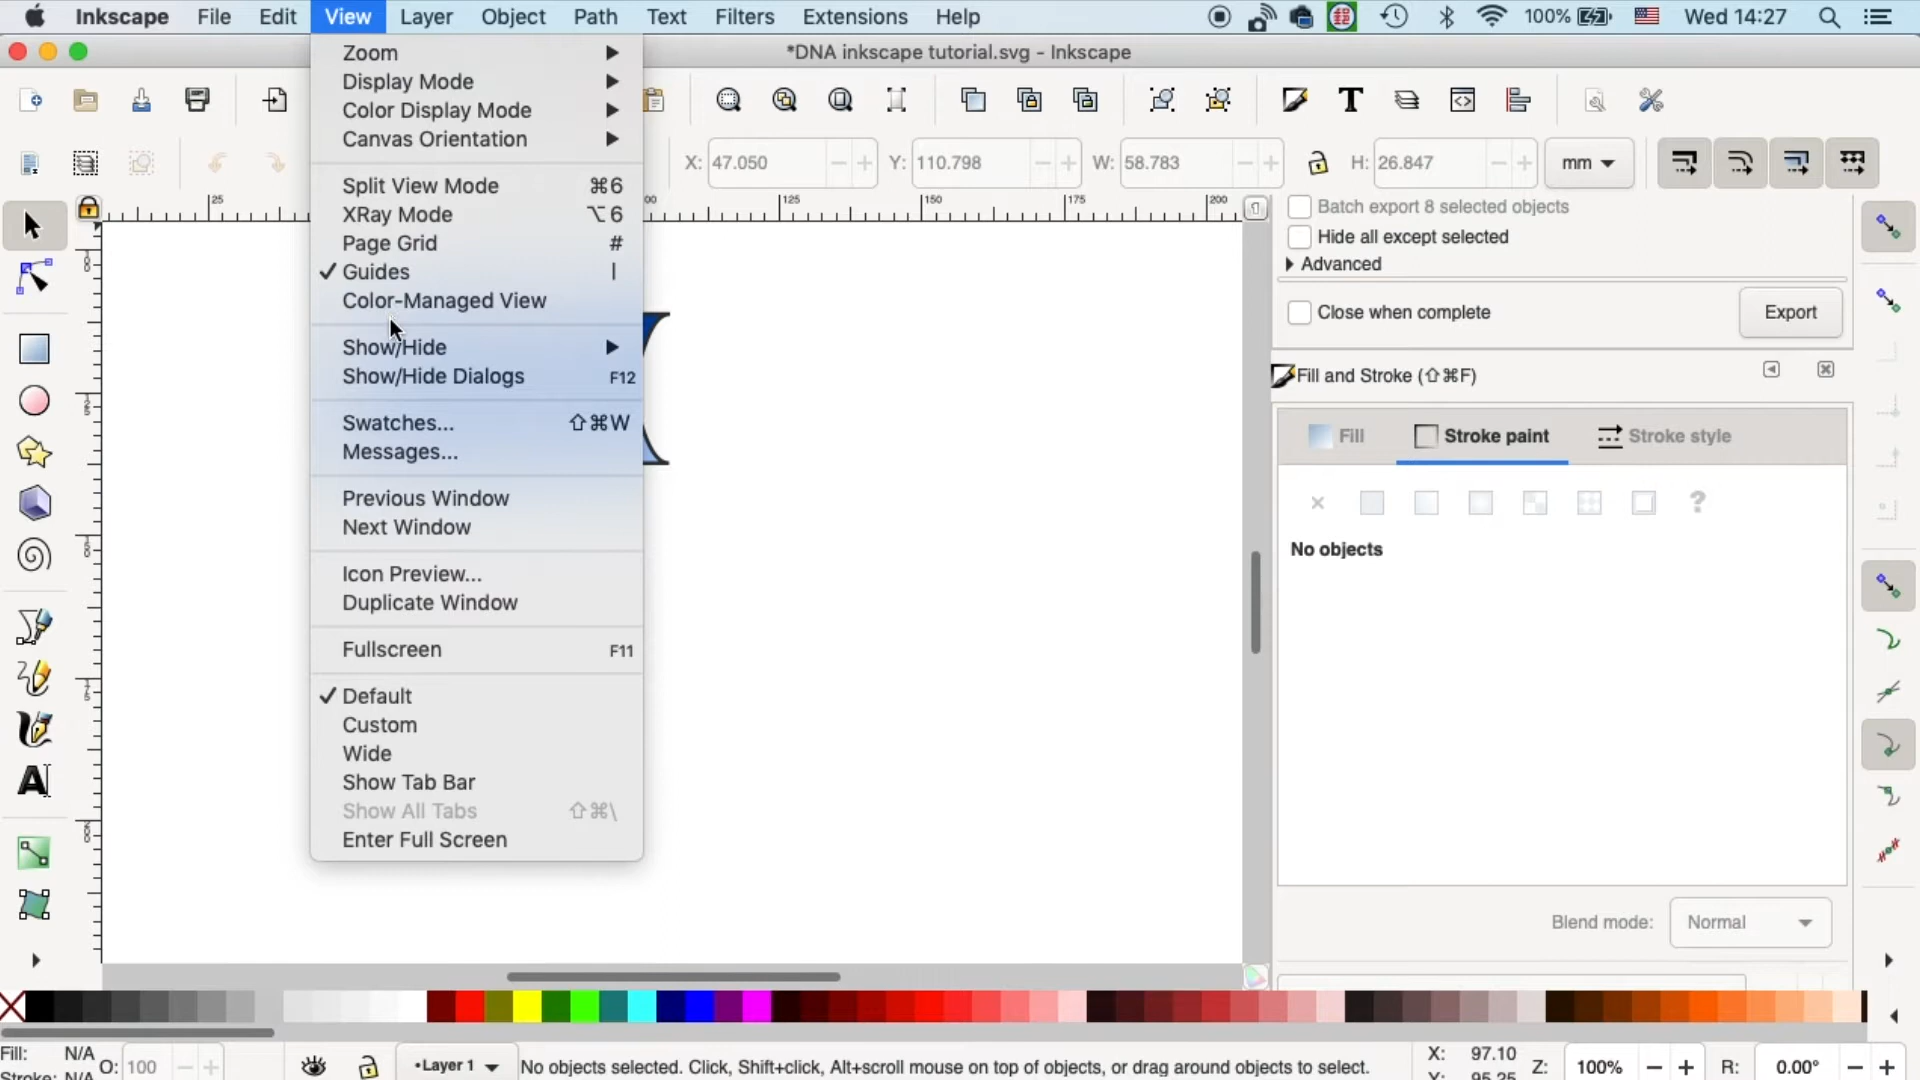 Inkscape File Edit View Layer Object Path Text Filters Extensions Help 100% Wed 14:27
*DNA inkscape tutorial.svg - Inkscape
Zoom
Display Mode
Color Display Mode
Canvas Orientation
Split View Mode ⌘6
XRay Mode ⌥6
Page Grid #
✓ Guides |
Color-Managed View
Show/Hide
Show/Hide Dialogs F12
Swatches... ⇧⌘W
Messages...
Previous Window
Next Window
Icon Preview...
Duplicate Window
Fullscreen F11
✓ Default
Custom
Wide
Show Tab Bar
Show All Tabs ⇧⌘\
Enter Full Screen
X: 47.050 Y: 110.798 W: 58.783 H: 26.847 mm
25 00 125 150 175 200
Batch export 8 selected objects
Hide all except selected
Advanced
Close when complete Export
Fill and Stroke (⇧⌘F)
Fill Stroke paint Stroke style
No objects
Blend mode: Normal
Fill: N/A O: 100 Layer 1 No objects selected. Click, Shift+click, Alt+scroll mouse on top of objects, or drag around objects to select. X: 97.10 Z: 100% R: 0.00°
Stroke: N/A Y: 95.25